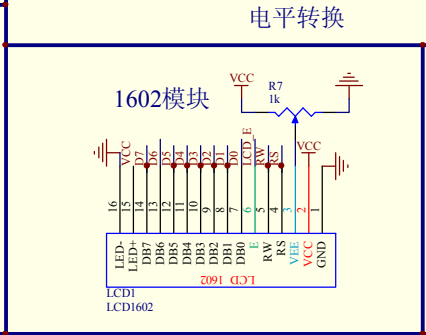 电平转换
1602模块
VCC
R7
1k
VCC
D7
D6
D5
D4
D3
D2
D1
D0
LCD_E
RW
RS
VCC
16
15
14
13
12
11
10
9
8
7
6
5
4
3
2
1
LED-
LED+
DB7
DB6
DB5
DB4
DB3
DB2
DB1
DB0
E
RW
RS
VEE
VCC
GND
LCD 1602
LCD1
LCD1602